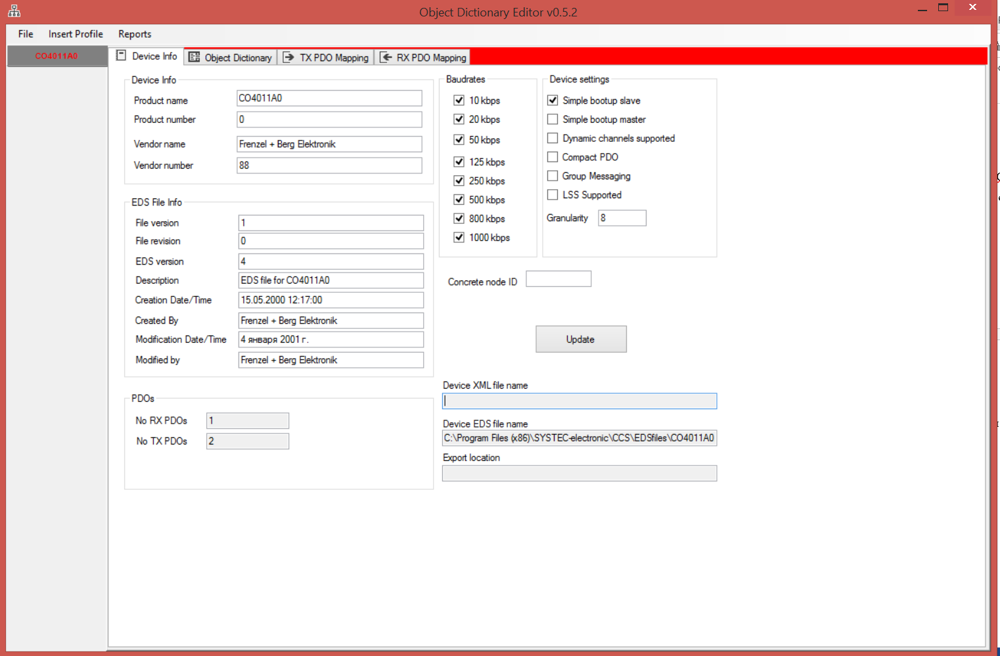 Object Dictionary Editor v0.5.2
File Insert Profile Reports
CO4011A0
Device Info Object Dictionary TX PDO Mapping RX PDO Mapping
Device Info
Product name CO4011A0
Product number 0
Vendor name Frenzel + Berg Elektronik
Vendor number 88
EDS File Info
File version 1
File revision 0
EDS version 4
Description EDS file for CO4011A0
Creation Date/Time 15.05.2000 12:17:00
Created By Frenzel + Berg Elektronik
Modification Date/Time 4 января 2001 г.
Modified by Frenzel + Berg Elektronik
PDOs
No RX PDOs 1
No TX PDOs 2
Baudrates
10 kbps
20 kbps
50 kbps
125 kbps
250 kbps
500 kbps
800 kbps
1000 kbps
Device settings
Simple bootup slave
Simple bootup master
Dynamic channels supported
Compact PDO
Group Messaging
LSS Supported
Granularity 8
Concrete node ID
Update
Device XML file name
Device EDS file name
C:\Program Files (x86)\SYSTEC-electronic\CCS\EDSfiles\CO4011A0
Export location